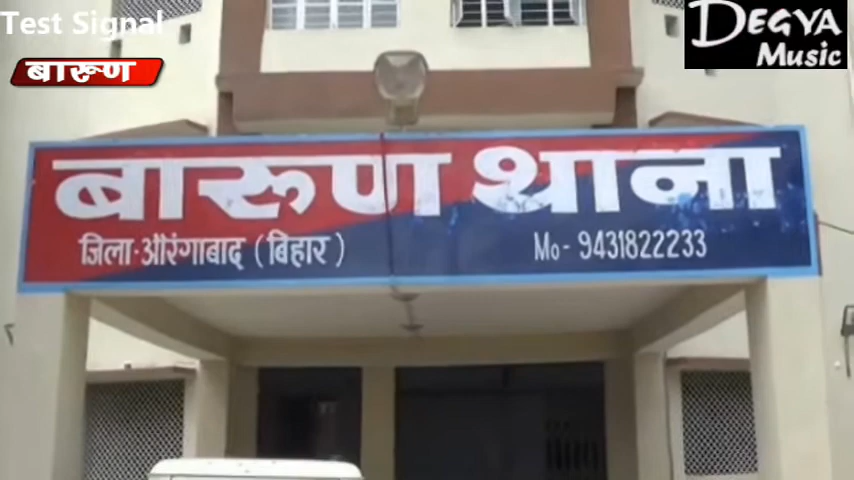 Test Signal
DEGYA
Music
बारूण
बारूण थाना
जिला-औरंगाबाद (बिहार)
Mo- 9431822233